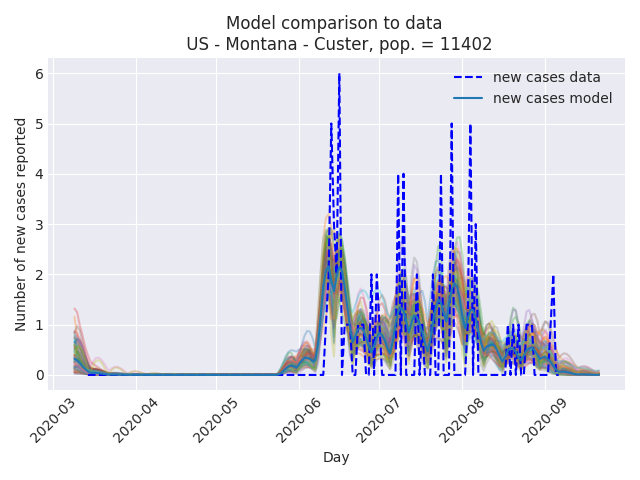 Model comparison to data
US - Montana - Custer, pop. = 11402
new cases data
new cases model
Number of new cases reported
6
5
4
3
2
1
0
2020-03
2020-04
2020-05
2020-06
2020-07
2020-08
2020-09
Day